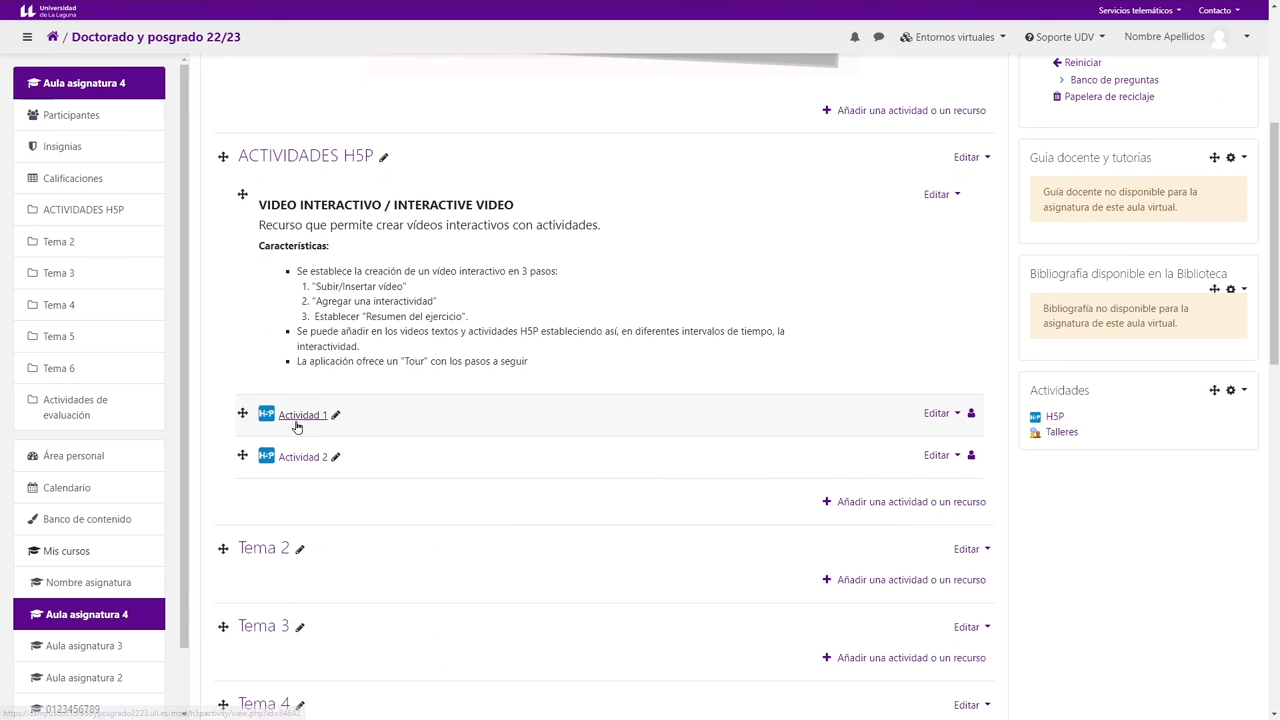 Universidad
de La Laguna
Servicios telemáticos
Contacto
/ Doctorado y posgrado 22/23
Entornos virtuales
Soporte UDV
Nombre Apellidos
Aula asignatura 4
Participantes
Insignias
Calificaciones
ACTIVIDADES H5P
Tema 2
Tema 3
Tema 4
Tema 5
Tema 6
Actividades de
evaluación
Área personal
Calendario
Banco de contenido
Mis cursos
Nombre asignatura
Aula asignatura 4
Aula asignatura 3
Aula asignatura 2
0123456789
Añadir una actividad o un recurso
ACTIVIDADES H5P
Editar
VIDEO INTERACTIVO / INTERACTIVE VIDEO
Editar
Recurso que permite crear vídeos interactivos con actividades.
Características:
Se establece la creación de un vídeo interactivo en 3 pasos:
1. "Subir/Insertar vídeo"
2. "Agregar una interactividad"
3. Establecer "Resumen del ejercicio".
Se puede añadir en los videos textos y actividades H5P estableciendo así, en diferentes intervalos de tiempo, la
interactividad.
La aplicación ofrece un "Tour" con los pasos a seguir
H5P Actividad 1
Editar
H5P Actividad 2
Editar
Añadir una actividad o un recurso
Tema 2
Editar
Añadir una actividad o un recurso
Tema 3
Editar
Añadir una actividad o un recurso
Tema 4
Editar
Reiniciar
Banco de preguntas
Papelera de reciclaje
Guía docente y tutorías
Guía docente no disponible para la
asignatura de este aula virtual.
Bibliografía disponible en la Biblioteca
Bibliografía no disponible para la
asignatura de este aula virtual.
Actividades
H5P
Talleres